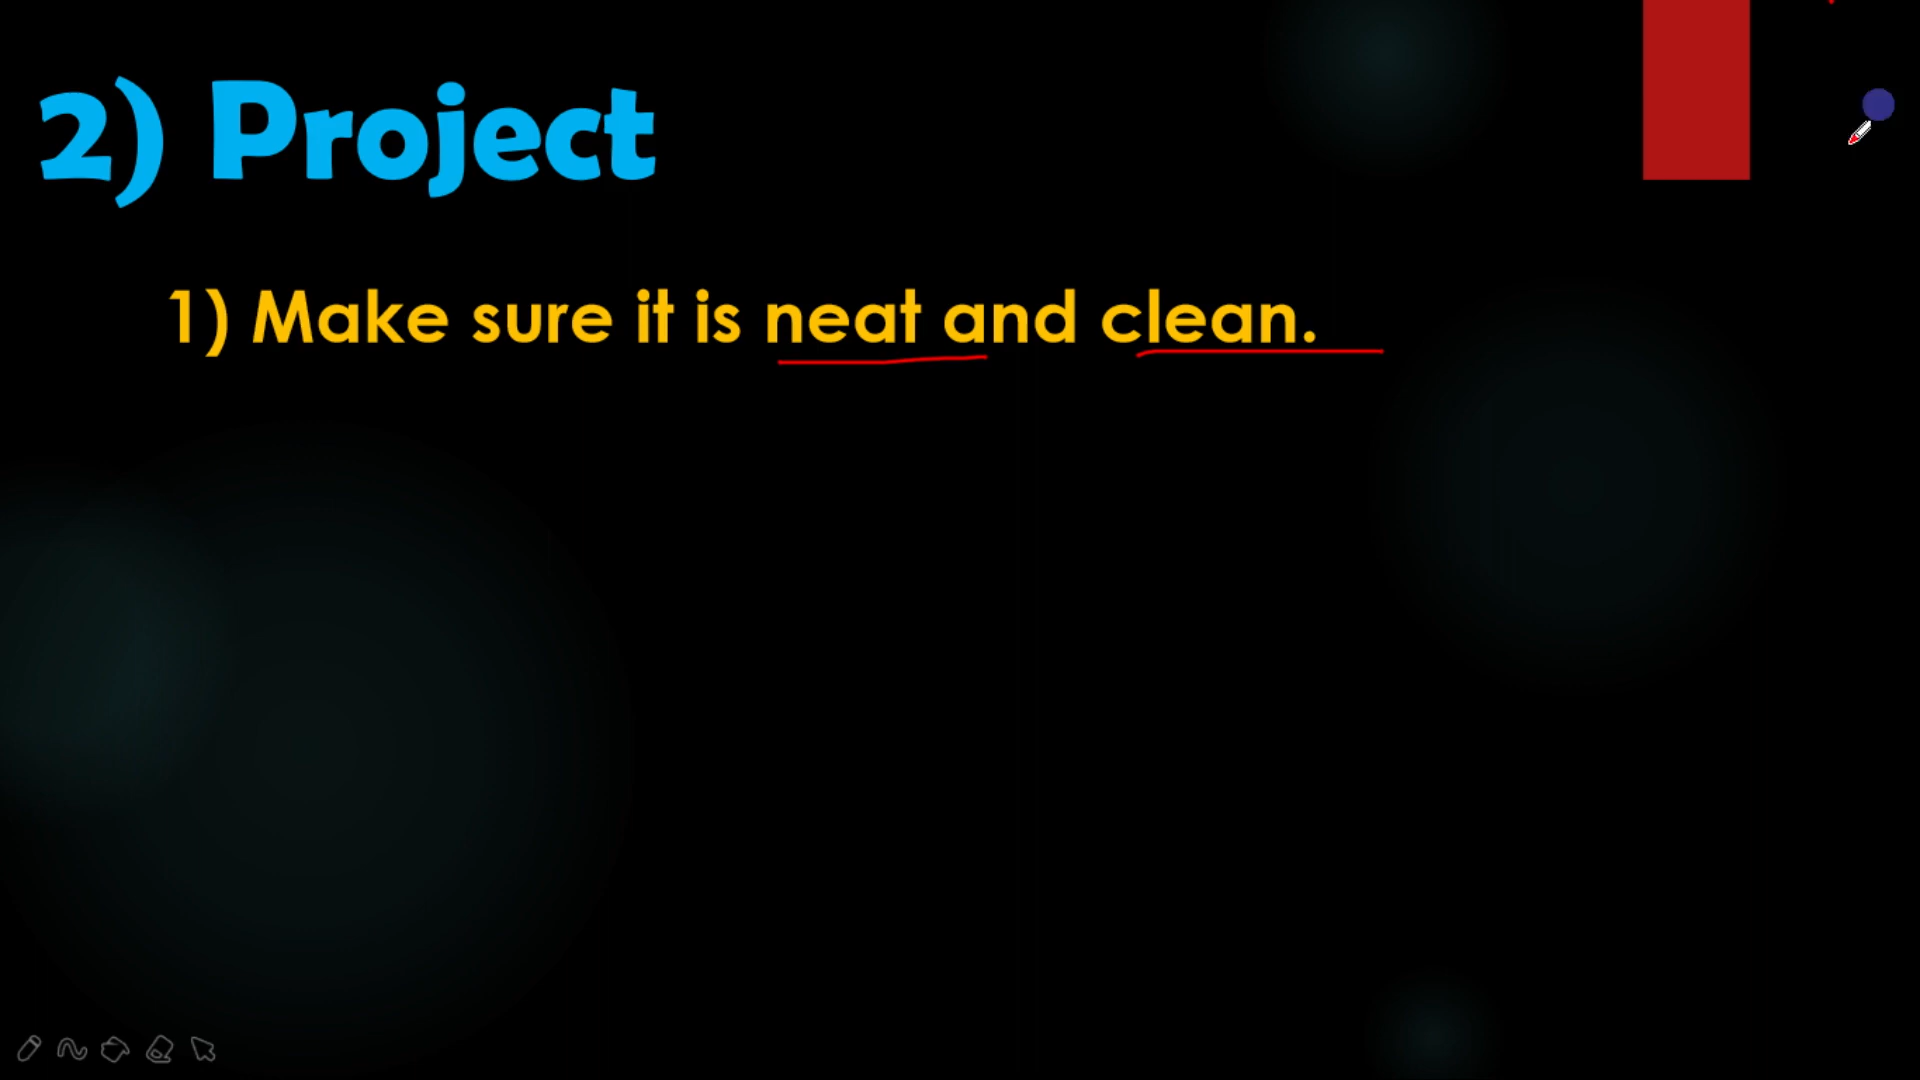 2) Project
1) Make sure it is neat and clean.